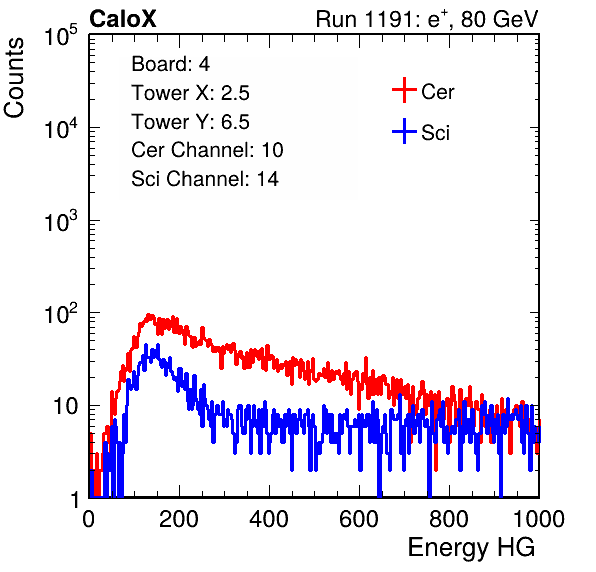 CaloX Run 1191: e⁺, 80 GeV
Board: 4
Tower X: 2.5
Tower Y: 6.5
Cer Channel: 10
Sci Channel: 14
Cer
Sci
Counts
10⁵
10⁴
10³
10²
10
1
0 200 400 600 800 1000
Energy HG